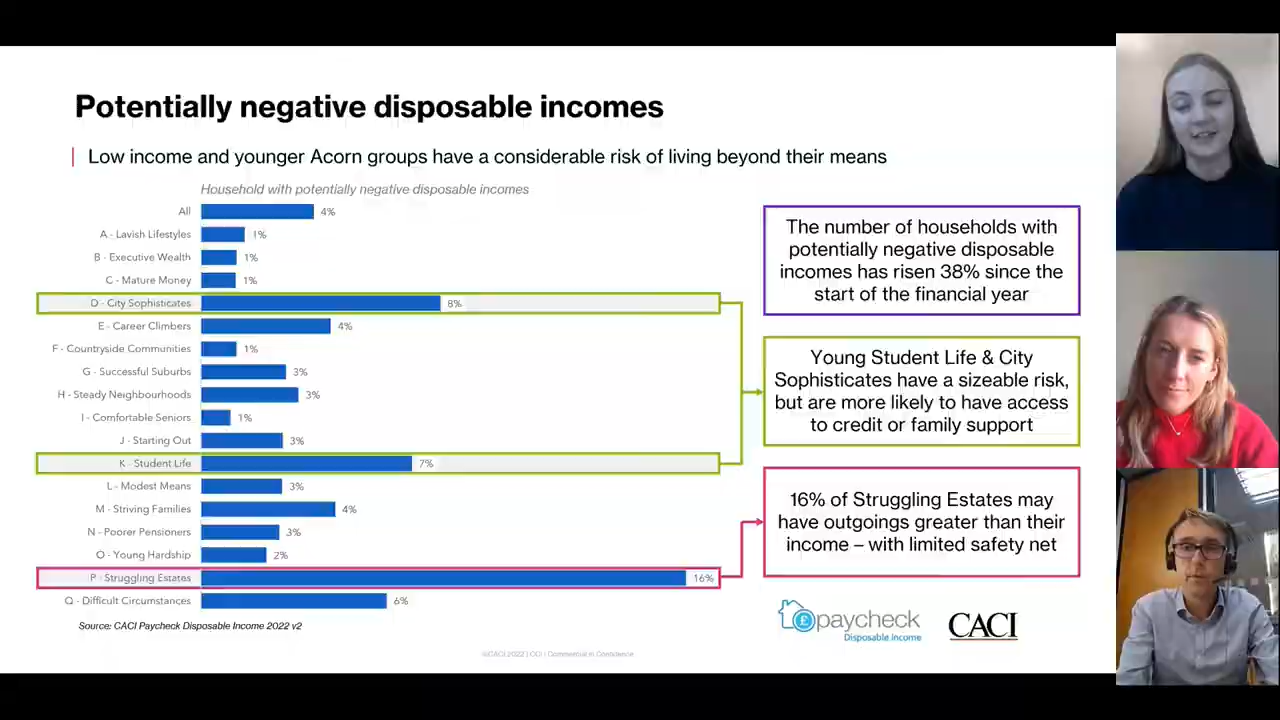 Potentially negative disposable incomes
Low income and younger Acorn groups have a considerable risk of living beyond their means
Household with potentially negative disposable incomes
All 4%
A - Lavish Lifestyles 1%
B - Executive Wealth 1%
C - Mature Money 1%
D - City Sophisticates 8%
E - Career Climbers 4%
F - Countryside Communities 1%
G - Successful Suburbs 3%
H - Steady Neighbourhoods 3%
I - Comfortable Seniors 1%
J - Starting Out 3%
K - Student Life 7%
L - Modest Means 3%
M - Striving Families 4%
N - Poorer Pensioners 3%
O - Young Hardship 2%
P - Struggling Estates 16%
Q - Difficult Circumstances 6%
Source: CACI Paycheck Disposable Income 2022 v2
The number of households with
potentially negative disposable
incomes has risen 38% since the
start of the financial year
Young Student Life & City
Sophisticates have a sizeable risk,
but are more likely to have access
to credit or family support
16% of Struggling Estates may
have outgoings greater than their
income – with limited safety net
£ paycheck
Disposable Income
CACI
©CACI 2022 | CCI | Commercial in Confidence